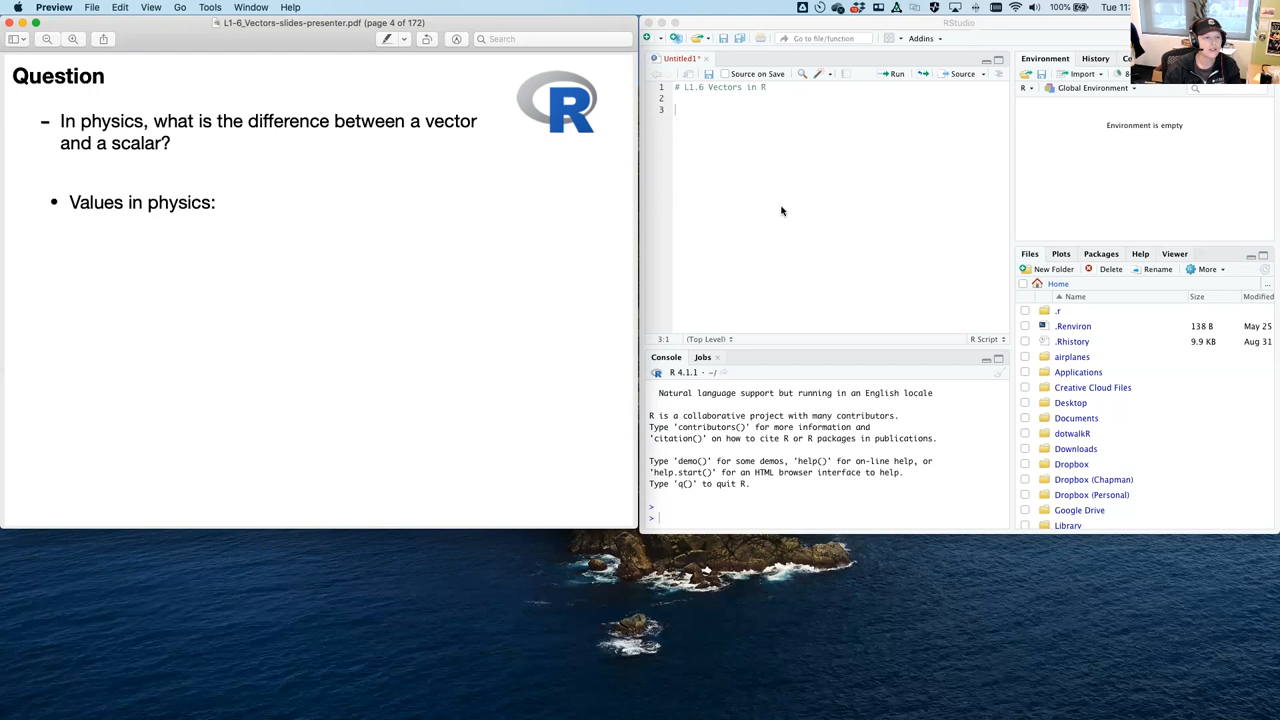 Preview File Edit View Go Tools Window Help
100%
Tue 11:
L1-6_Vectors-slides-presenter.pdf (page 4 of 172)
Search
Question
R
- In physics, what is the difference between a vector
and a scalar?
• Values in physics:
RStudio
Go to file/function
Addins
Untitled1*
Source on Save
Run
Source
1 # L1.6 Vectors in R
2
3
3:1 (Top Level) R Script
Console Jobs
R 4.1.1 · ~/
Natural language support but running in an English locale
R is a collaborative project with many contributors.
Type 'contributors()' for more information and
'citation()' on how to cite R or R packages in publications.
Type 'demo()' for some demos, 'help()' for on-line help, or
'help.start()' for an HTML browser interface to help.
Type 'q()' to quit R.
>
>
Environment History
Import
R Global Environment
Environment is empty
Files Plots Packages Help Viewer
New Folder Delete Rename More
Home
Name Size Modified
.r
.Renviron 138 B May 25
.Rhistory 9.9 KB Aug 31
airplanes
Applications
Creative Cloud Files
Desktop
Documents
dotwalkR
Downloads
Dropbox
Dropbox (Chapman)
Dropbox (Personal)
Google Drive
Library